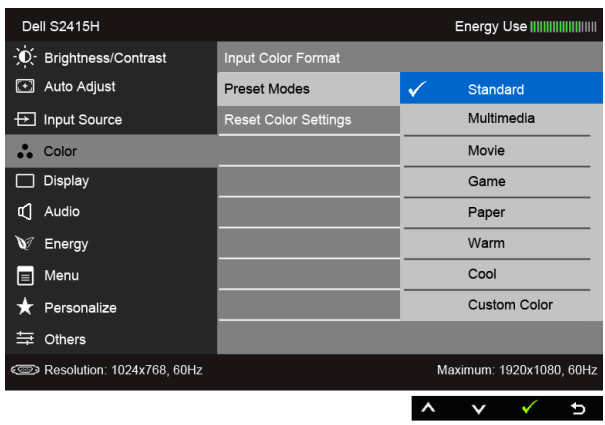 Dell S2415H Energy Use
Brightness/Contrast Input Color Format
Auto Adjust Preset Modes Standard
Input Source Reset Color Settings Multimedia
Color Movie
Display Game
Audio Paper
Energy Warm
Menu Cool
Personalize Custom Color
Others
Resolution: 1024x768, 60Hz Maximum: 1920x1080, 60Hz